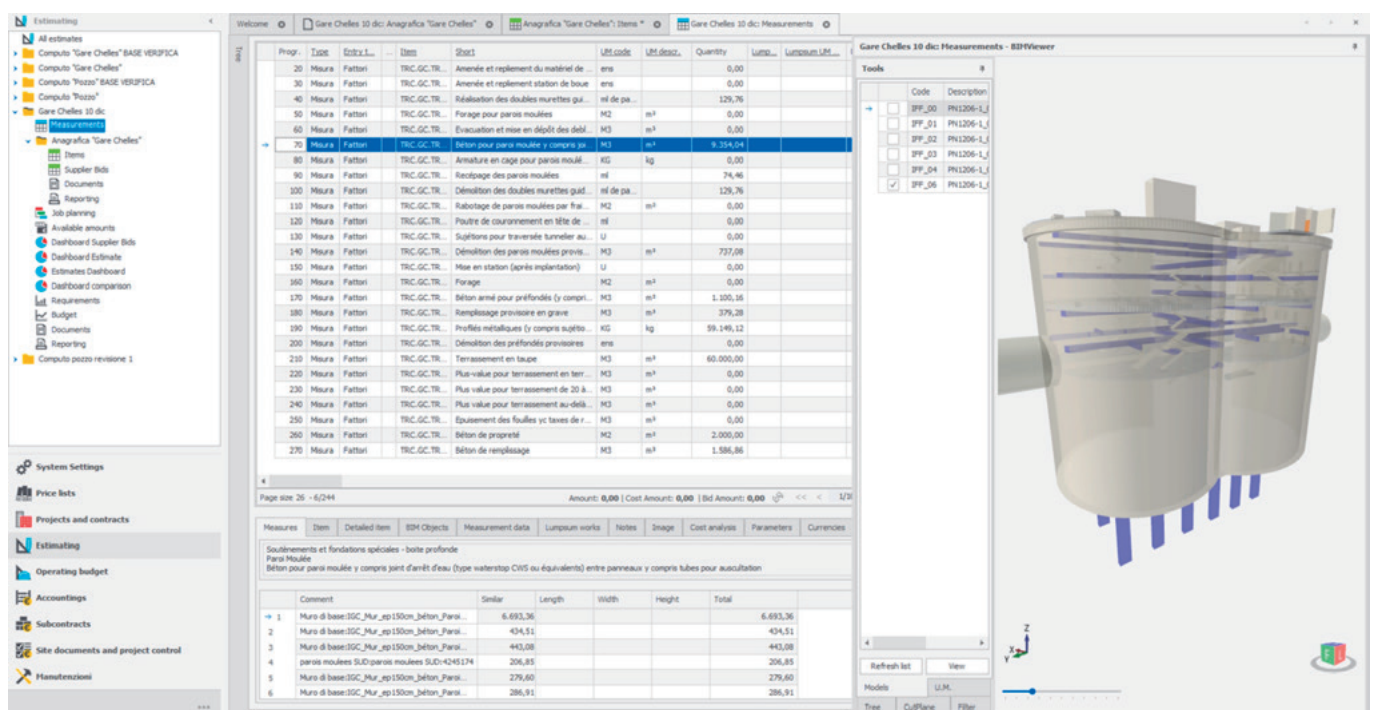 Estimating
All estimates
Computo "Gare Chelles" BASE VERIFICA
Computo "Gare Chelles"
Computo "Pozzo" BASE VERIFICA
Computo "Pozzo"
Gare Chelles 10 dic
Measurements
Anagrafica "Gare Chelles"
Items
Supplier Bids
Documents
Reporting
Job planning
Available amounts
Dashboard Supplier Bids
Dashboard Estimate
Estimates Dashboard
Dashboard comparison
Requirements
Budget
Documents
Reporting
Computo pozzo revisione 1
System Settings
Price lists
Projects and contracts
Estimating
Operating budget
Accountings
Subcontracts
Site documents and project control
Manutenzioni
Welcome Gare Chelles 10 dic: Anagrafica "Gare Chelles" Anagrafica "Gare Chelles": Items * Gare Chelles 10 dic: Measurements
Tree
Progr. Type Entry t... ... Item Short UM code UM descr. Quantity Lump... Lumpsum UM ...
20 Misura Fattori TRC.GC.TR... Amenée et repliement du matériel de ... ens 0,00
30 Misura Fattori TRC.GC.TR... Amenée et repliement station de boue ens 0,00
40 Misura Fattori TRC.GC.TR... Réalisation des doubles murettes gui... ml de pa... 129,76
50 Misura Fattori TRC.GC.TR... Forage pour parois moulées M2 m² 0,00
60 Misura Fattori TRC.GC.TR... Evacuation et mise en dépôt des debl... M3 m³ 0,00
70 Misura Fattori TRC.GC.TR... Béton pour paroi moulée y compris joi... M3 m³ 9.354,04
80 Misura Fattori TRC.GC.TR... Armature en cage pour parois moulé... KG kg 0,00
90 Misura Fattori TRC.GC.TR... Recépage des parois moulées ml 74,46
100 Misura Fattori TRC.GC.TR... Démolition des doubles murettes guid... ml de pa... 129,76
110 Misura Fattori TRC.GC.TR... Rabotage de parois moulées par frai... M2 m² 0,00
120 Misura Fattori TRC.GC.TR... Poutre de couronnement en tête de ... ml 0,00
130 Misura Fattori TRC.GC.TR... Sujétions pour traversée tunnelier au... U 0,00
140 Misura Fattori TRC.GC.TR... Démolition des parois moulées provis... M3 m³ 737,08
150 Misura Fattori TRC.GC.TR... Mise en station (après implantation) U 0,00
160 Misura Fattori TRC.GC.TR... Forage M2 m² 0,00
170 Misura Fattori TRC.GC.TR... Béton armé pour préfondés (y compri... M3 m³ 1.100,16
180 Misura Fattori TRC.GC.TR... Remplissage provisoire en grave M3 m³ 379,28
190 Misura Fattori TRC.GC.TR... Profilés métalliques (y compris sujétio... KG kg 59.149,12
200 Misura Fattori TRC.GC.TR... Démolition des préfondés provisoires ens 0,00
210 Misura Fattori TRC.GC.TR... Terrassement en taupe M3 m³ 60.000,00
220 Misura Fattori TRC.GC.TR... Plus-value pour terrassement en terr... M3 m³ 0,00
230 Misura Fattori TRC.GC.TR... Plus value pour terrassement de 20 à... M3 m³ 0,00
240 Misura Fattori TRC.GC.TR... Plus value pour terrassement au-delà... M3 m³ 0,00
250 Misura Fattori TRC.GC.TR... Epuisement des fouilles yc taxes de r... M3 m³ 0,00
260 Misura Fattori TRC.GC.TR... Béton de propreté M2 m² 2.000,00
270 Misura Fattori TRC.GC.TR... Béton de remplissage M3 m³ 1.586,86
Page size 26 - 6/244 Amount: 0,00 | Cost Amount: 0,00 | Bid Amount: 0,00 << <
Measures Item Detailed item BIM Objects Measurement data Lumpsum works Notes Image Cost analysis Parameters Currencies
Soutènements et fondations spéciales - boite profonde
Paroi Moulée
Béton pour paroi moulée y compris joint d'arrêt d'eau (type waterstop CWS ou équivalents) entre panneaux y compris tubes pour auscultation
Comment Similar Length Width Height Total
1 Muro di base:IGC_Mur_ep150cm_béton_Paroi... 6.693,36 6.693,36
2 Muro di base:IGC_Mur_ep150cm_béton_Paroi... 434,51 434,51
3 Muro di base:IGC_Mur_ep150cm_béton_Paroi... 443,08 443,08
4 parois moulees SUD:parois moulees SUD:4245174 206,85 206,85
5 Muro di base:IGC_Mur_ep150cm_béton_Paroi... 279,60 279,60
6 Muro di base:IGC_Mur_ep150cm_béton_Paroi... 286,91 286,91
Gare Chelles 10 dic: Measurements - BIMViewer
Tools
Code Description
IFF_00 PN1206-1_
IFF_01 PN1206-1_
IFF_02 PN1206-1_
IFF_03 PN1206-1_
IFF_04 PN1206-1_
IFF_06 PN1206-1_
Refresh list View
Models U.M.
Tree CutPlane Filter
Z
X
Y
F L